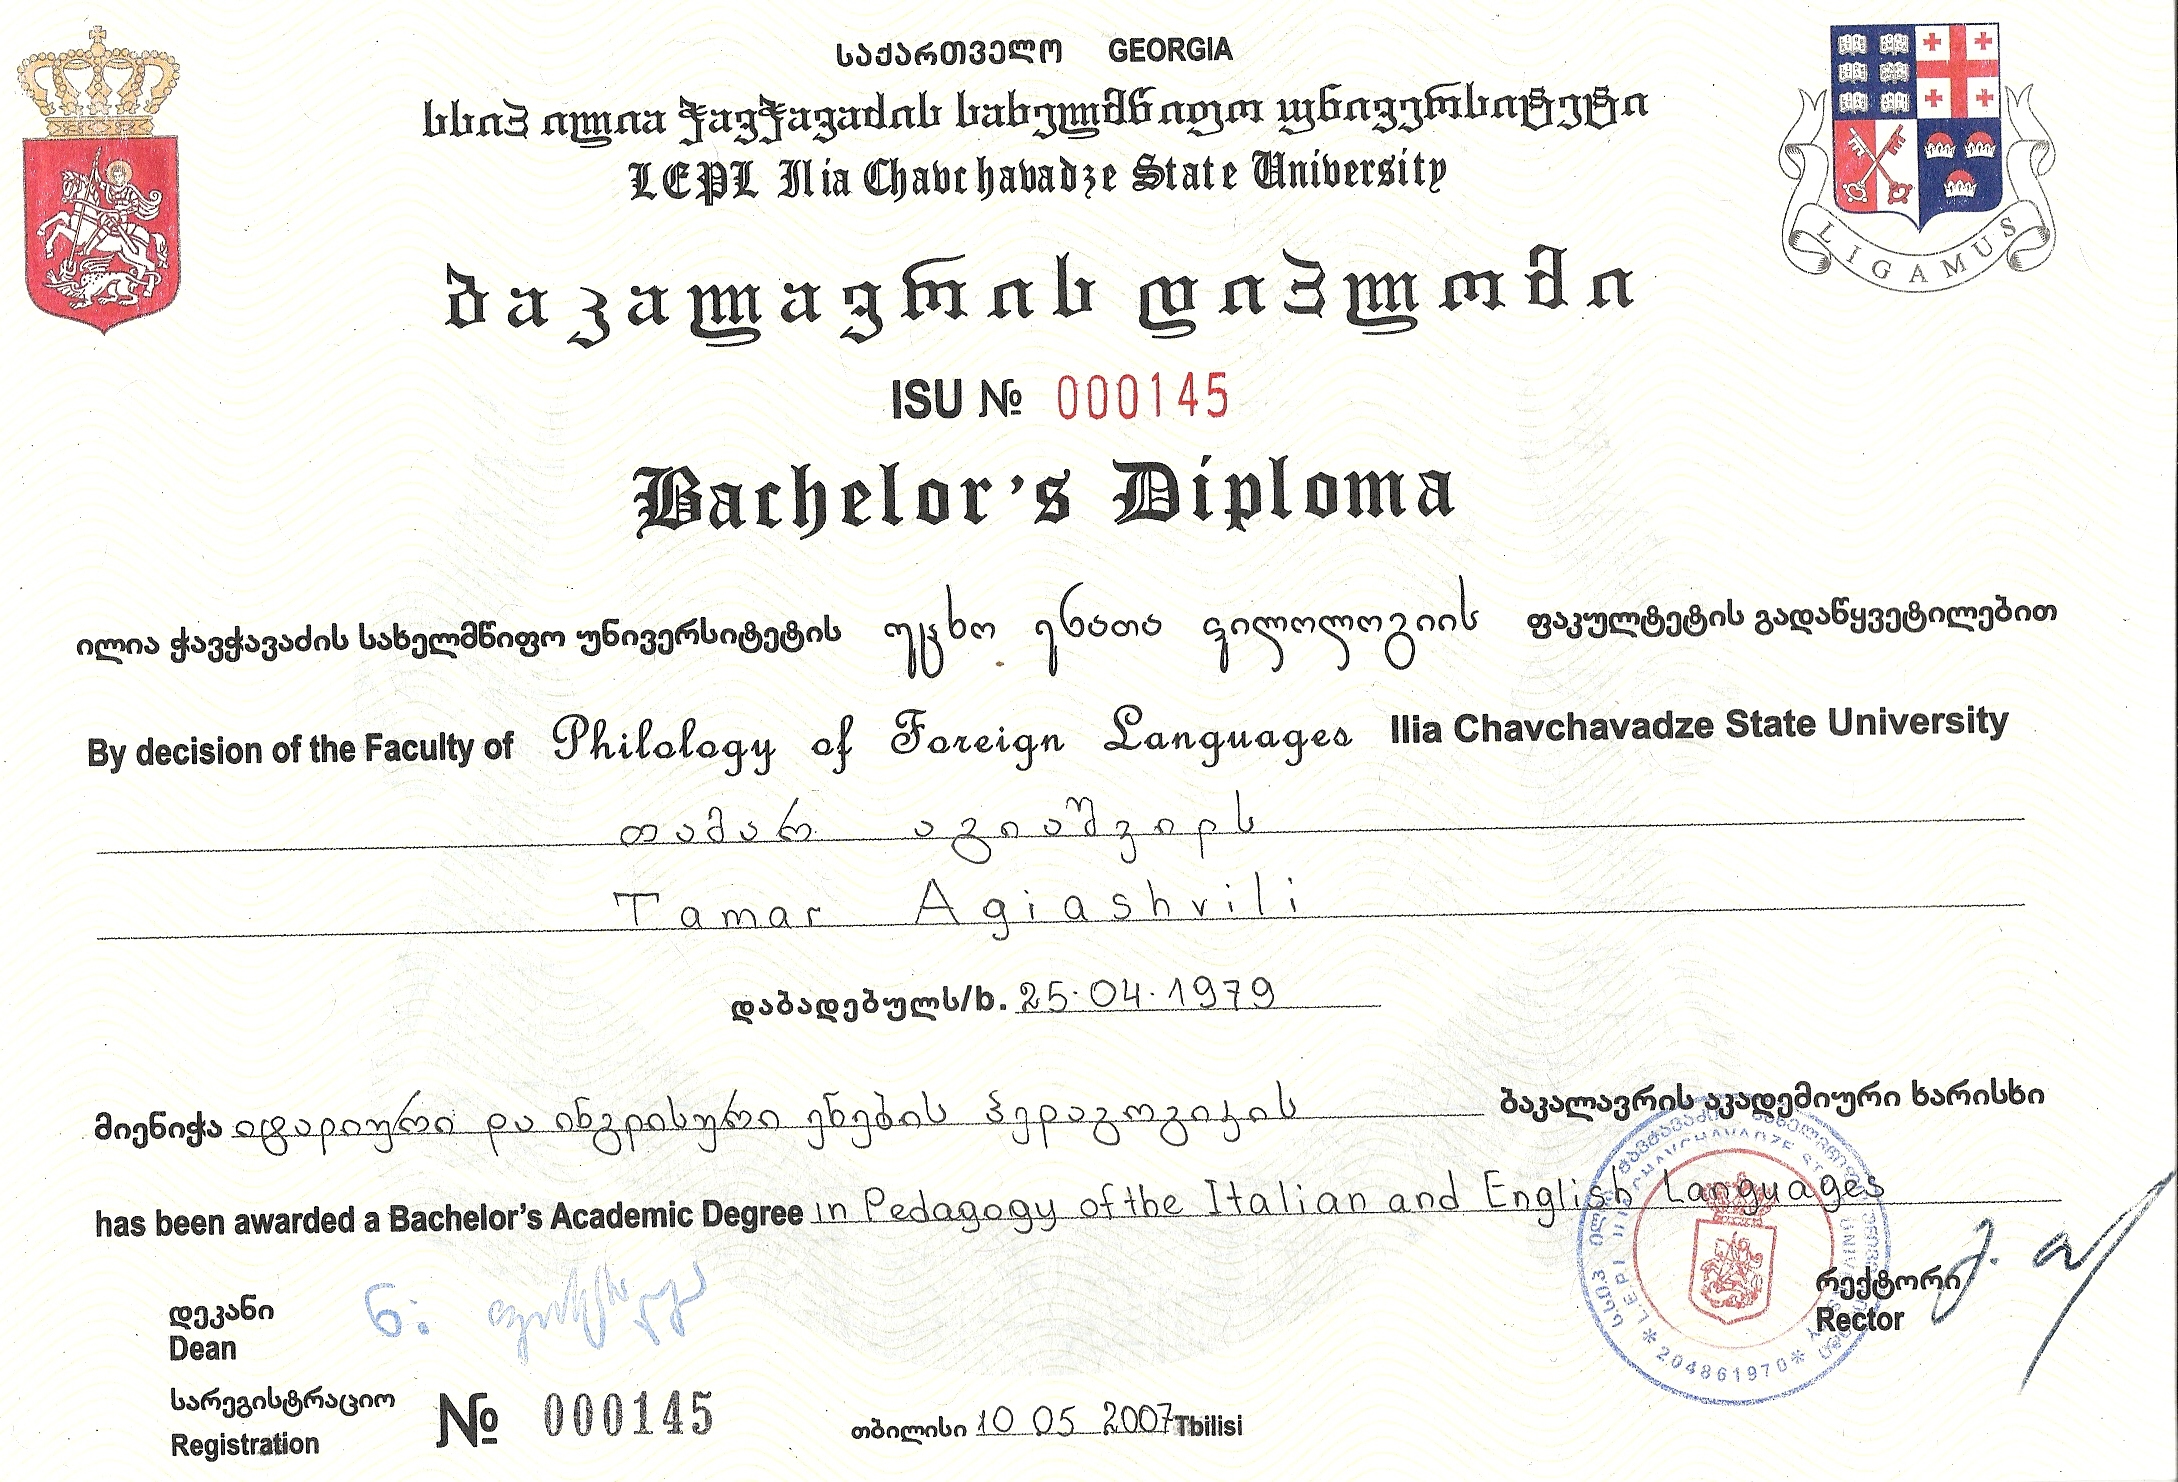 საქართველო GEORGIA
სსიპ ილია ჭავჭავაძის სახელმწიფო უნივერსიტეტი
LEPL Ilia Chavchavadze State University
LIGAMUS
ბაკალავრის დიპლომი
ISU № 000145
Bachelor's Diploma
ილია ჭავჭავაძის სახელმწიფო უნივერსიტეტის უცხო ენათა ფილოლოგიის ფაკულტეტის გადაწყვეტილებით
By decision of the Faculty of Philology of Foreign Languages Ilia Chavchavadze State University
თამარ აგიაშვილს
Tamar Agiashvili
დაბადებულს/b. 25.04.1979
მიენიჭა იტალიური და ინგლისური ენების პედაგოგიკის ბაკალავრის აკადემიური ხარისხი
has been awarded a Bachelor's Academic Degree in Pedagogy of the Italian and English Languages
დეკანი
Dean
რექტორი
Rector
*204861970*
სარეგისტრაციო
Registration
№ 000145
თბილისი 10 05 2007 Tbilisi